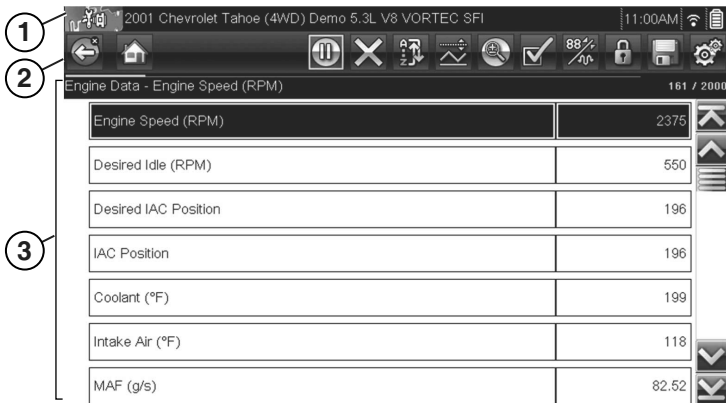 1
2001 Chevrolet Tahoe (4WD) Demo 5.3L V8 VORTEC SFI 11:00AM
2
Engine Data - Engine Speed (RPM) 161 / 2000
Engine Speed (RPM) 2375
Desired Idle (RPM) 550
Desired IAC Position 196
3
IAC Position 196
Coolant (°F) 199
Intake Air (°F) 118
MAF (g/s) 82.52